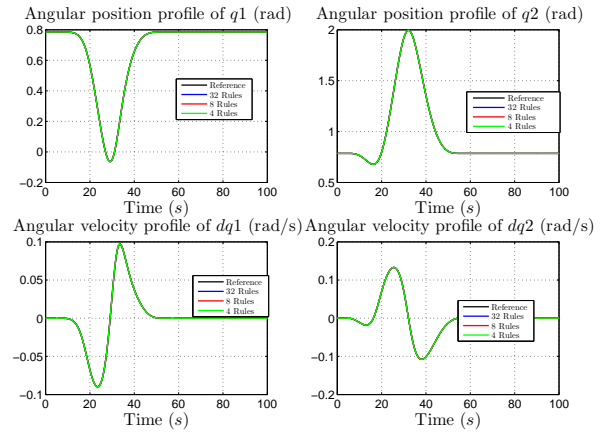 Angular position profile of q1 (rad)
0.8
0.6
0.4
0.2
0
−0.2
0 20 40 60 80 100
Time (s)
Reference
32 Rules
8 Rules
4 Rules
Angular position profile of q2 (rad)
2
1.5
1
0.5
0 20 40 60 80 100
Time (s)
Reference
32 Rules
8 Rules
4 Rules
Angular velocity profile of dq1 (rad/s)
0.1
0.05
0
−0.05
−0.1
0 20 40 60 80 100
Time (s)
Reference
32 Rules
8 Rules
4 Rules
Angular velocity profile of dq2 (rad/s)
0.2
0.1
0
−0.1
−0.2
0 20 40 60 80 100
Time (s)
Reference
32 Rules
8 Rules
4 Rules